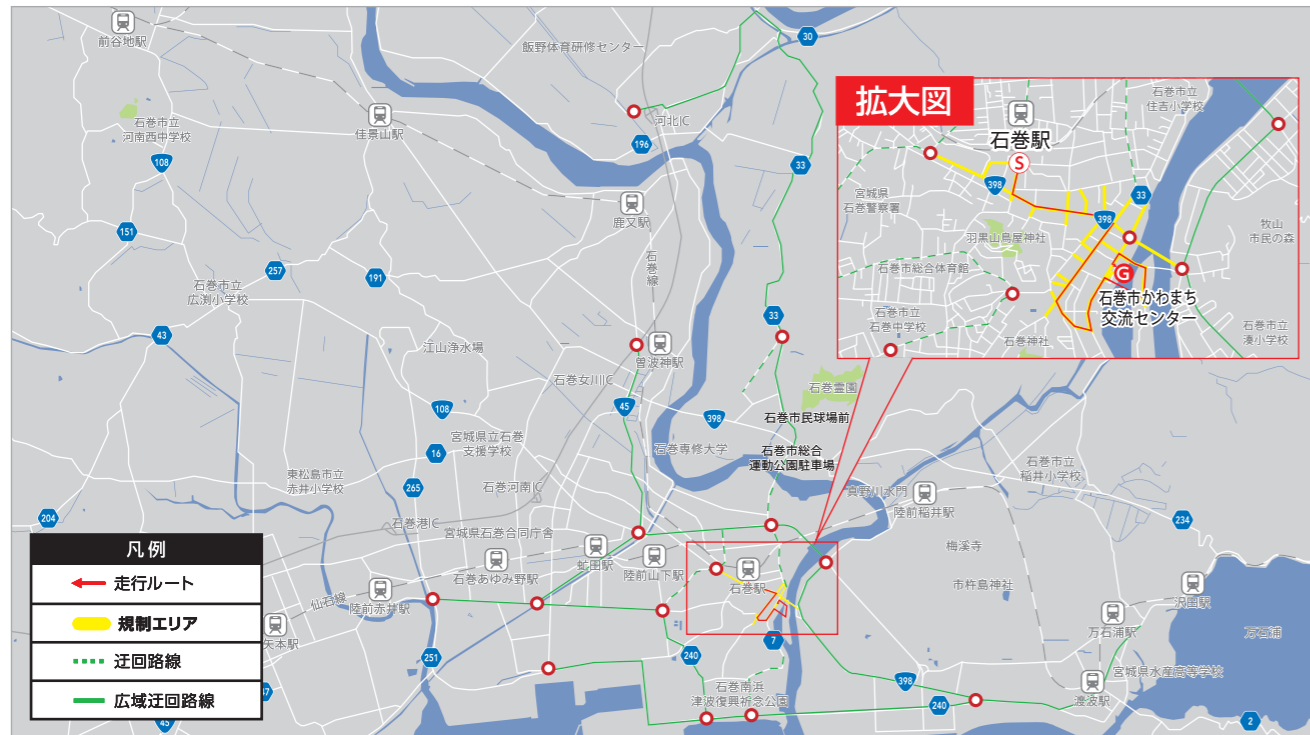 前谷地駅
飯野体育研修センター
30
石巻市立
河南西中学校
108
佳景山駅
河北IC
196
33
151
鹿又駅
石巻線
257
191
石巻市立
広渕小学校
43
江山浄水場
曽波神駅
33
石巻女川IC
45
108
398
石巻霊園
石巻市民球場前
宮城県立石巻
支援学校
石巻専修大学
石巻市総合
運動公園駐車場
16
東松島市立
赤井小学校
265
石巻河南IC
真野川水門
陸前稲井駅
石巻市立
稲井小学校
204
石巻港IC
宮城県石巻合同庁舎
234
梅溪寺
石巻あゆみ野駅
蛇田駅
陸前山下駅
石巻駅
市杵島神社
沢田駅
仙石線
陸前赤井駅
矢本駅
万石浦駅
万石浦
7
251
240
宮城県水産高等学校
石巻南浜
津波復興祈念公園
398
渡波駅
240
47
45
2
拡大図
石巻市立
住吉小学校
石巻駅
S
398
33
宮城県
石巻警察署
398
羽黒山鳥屋神社
牧山
市民の森
石巻市総合体育館
G
石巻市かわまち
交流センター
石巻市立
石巻中学校
石巻神社
石巻市立
湊小学校
凡例
走行ルート
規制エリア
迂回路線
広域迂回路線